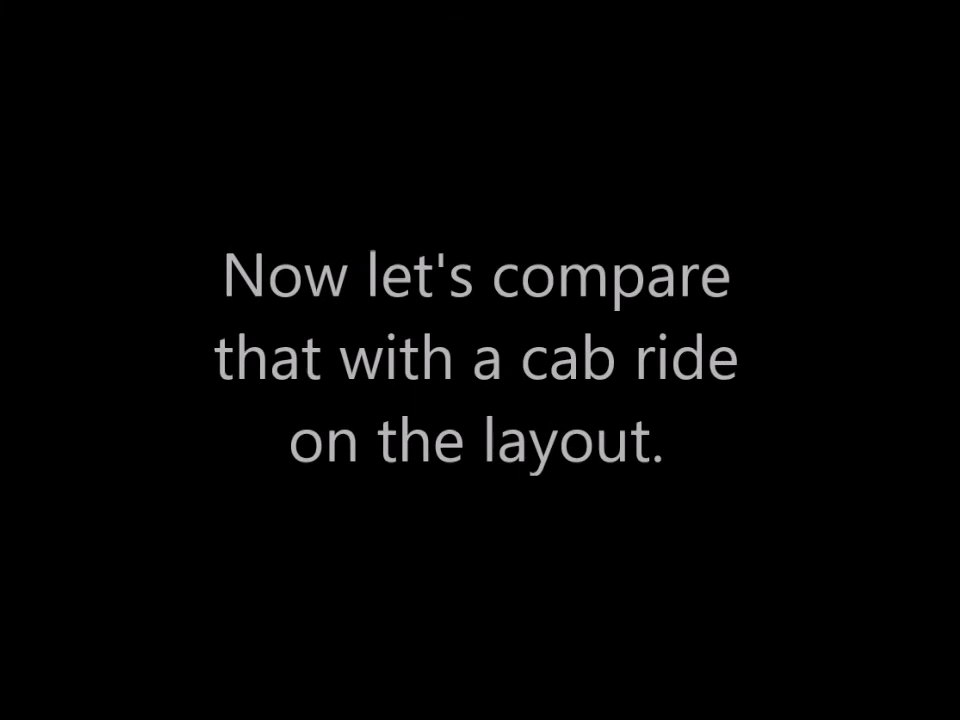 Now let's compare
that with a cab ride
on the layout.